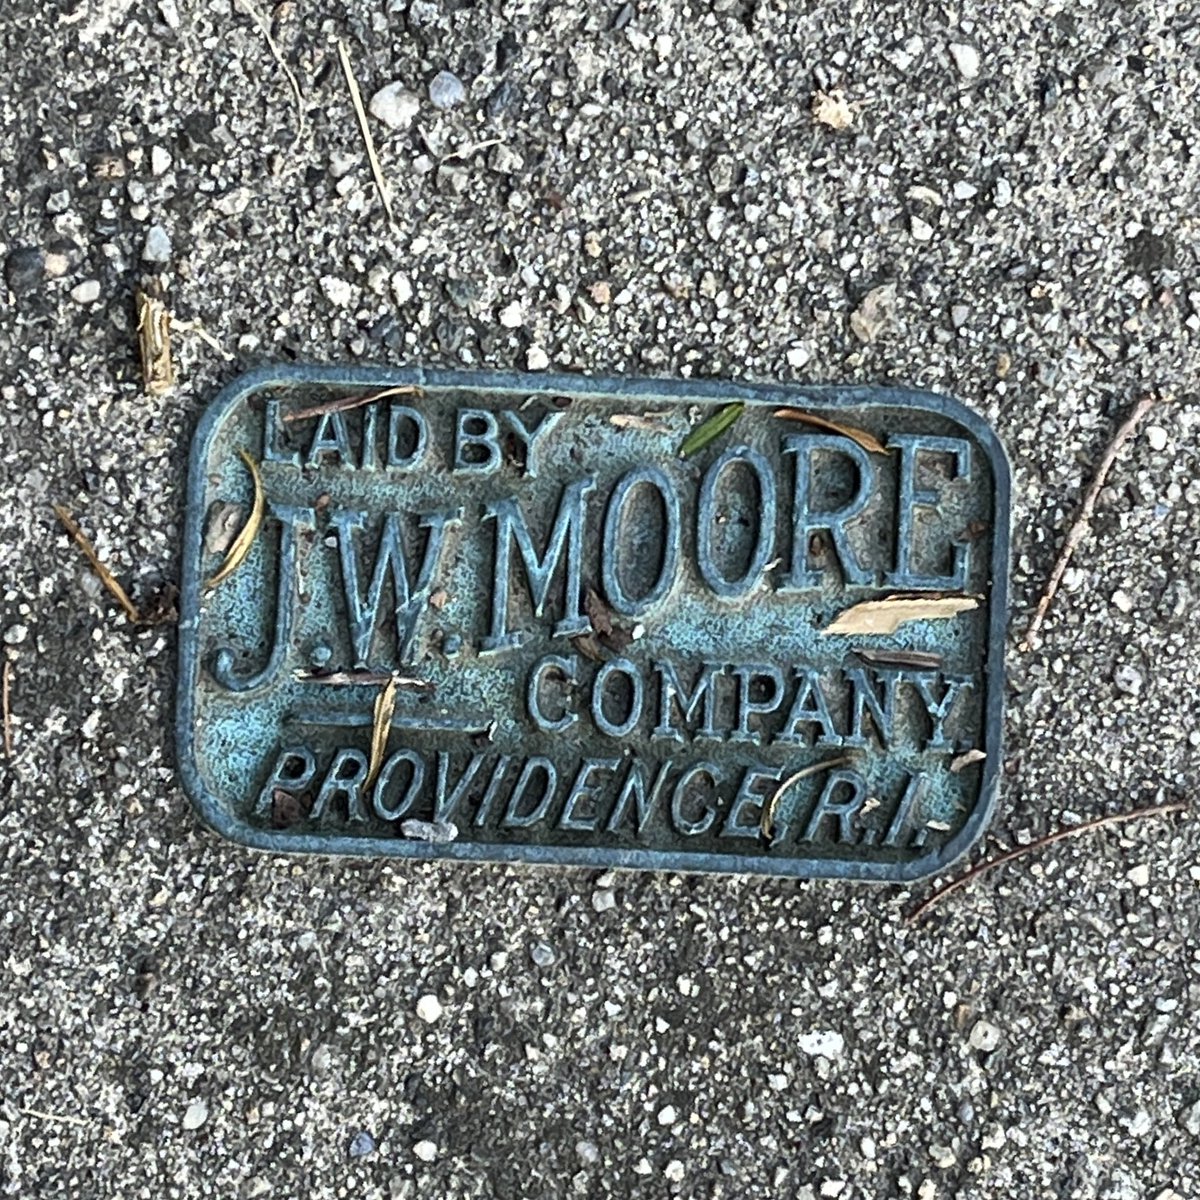 LAID BY
J.W. MOORE
COMPANY.
PROVIDENCE, R.I.